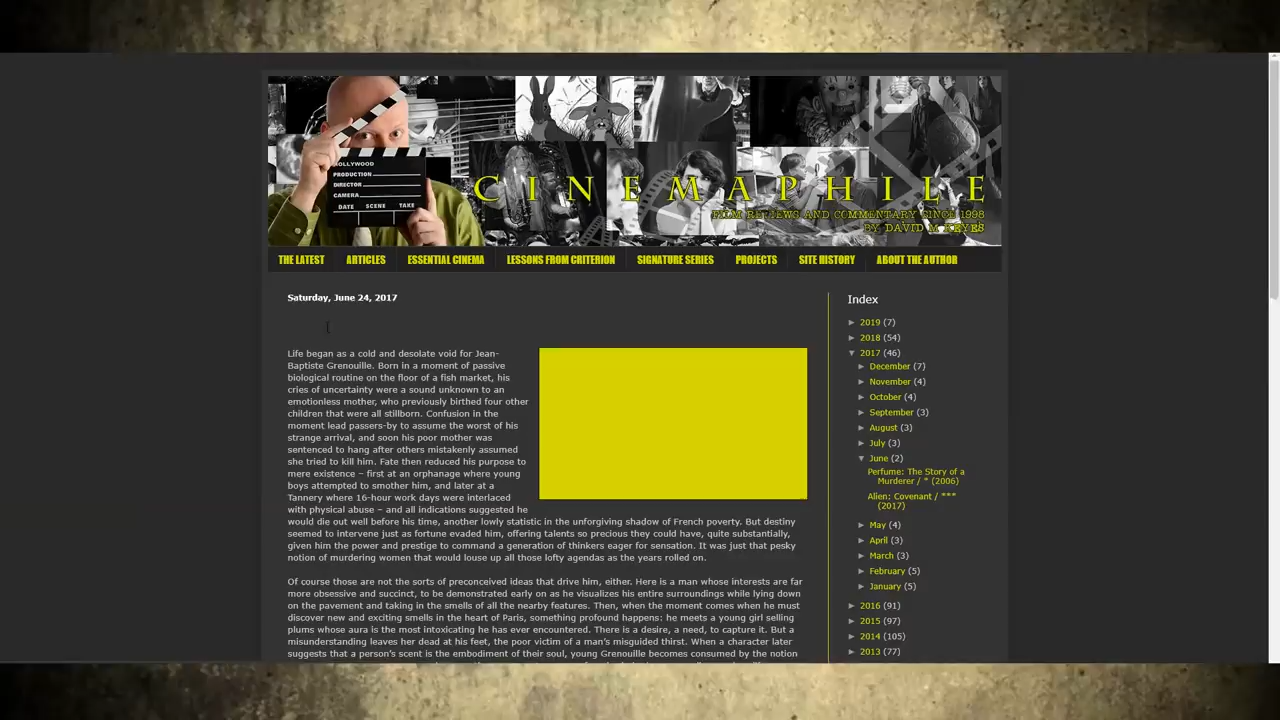 HOLLYWOOD
PRODUCTION
DIRECTOR
CAMERA
DATE SCENE TAKE
CINEMAPHILE
FILM REVIEWS AND COMMENTARY SINCE 1998
BY DAVID M KEYES
THE LATEST ARTICLES ESSENTIAL CINEMA LESSONS FROM CRITERION SIGNATURE SERIES PROJECTS SITE HISTORY ABOUT THE AUTHOR
Saturday, June 24, 2017
Life began as a cold and desolate void for Jean-
Baptiste Grenouille. Born in a moment of passive
biological routine on the floor of a fish market, his
cries of uncertainty were a sound unknown to an
emotionless mother, who previously birthed four other
children that were all stillborn. Confusion in the
moment lead passers-by to assume the worst of his
strange arrival, and soon his poor mother was
sentenced to hang after others mistakenly assumed
she tried to kill him. Fate then reduced his purpose to
mere existence – first at an orphanage where young
boys attempted to smother him, and later at a
Tannery where 16-hour work days were interlaced
with physical abuse – and all indications suggested he
would die out well before his time, another lowly statistic in the unforgiving shadow of French poverty. But destiny
seemed to intervene just as fortune evaded him, offering talents so precious they could have, quite substantially,
given him the power and prestige to command a generation of thinkers eager for sensation. It was just that pesky
notion of murdering women that would louse up all those lofty agendas as the years rolled on.
Of course those are not the sorts of preconceived ideas that drive him, either. Here is a man whose interests are far
more obsessive and succinct, to be demonstrated early on as he visualizes his entire surroundings while lying down
on the pavement and taking in the smells of all the nearby features. Then, when the moment comes when he must
discover new and exciting smells in the heart of Paris, something profound happens: he meets a young girl selling
plums whose aura is the most intoxicating he has ever encountered. There is a desire, a need, to capture it. But a
misunderstanding leaves her dead at his feet, the poor victim of a man's misguided thirst. When a character later
suggests that a person's scent is the embodiment of their soul, young Grenouille becomes consumed by the notion
Index
► 2019 (7)
► 2018 (54)
▼ 2017 (46)
► December (7)
► November (4)
► October (4)
► September (3)
► August (3)
► July (3)
▼ June (2)
Perfume: The Story of a
Murderer / * (2006)
Alien: Covenant / ***
(2017)
► May (4)
► April (3)
► March (3)
► February (5)
► January (5)
► 2016 (91)
► 2015 (97)
► 2014 (105)
► 2013 (77)